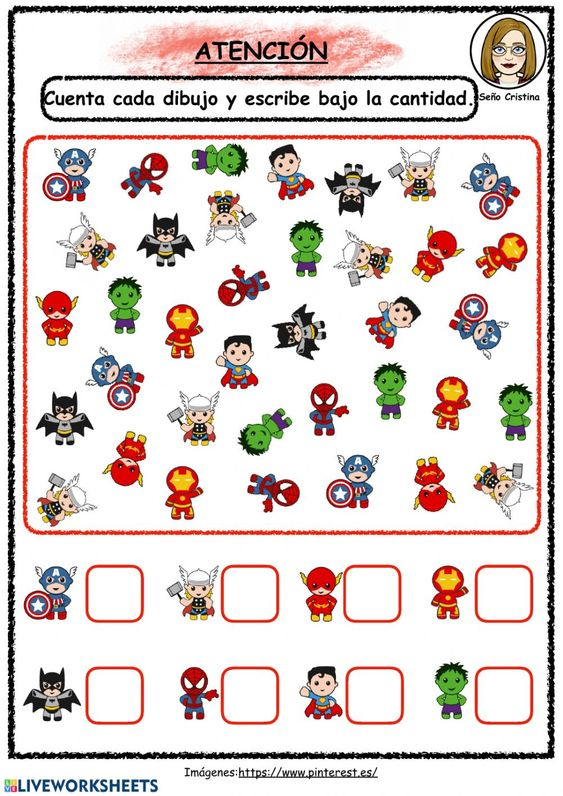 ATENCIÓN
Cuenta cada dibujo y escribe bajo la cantidad.
Seño Cristina
Imágenes:https://www.pinterest.es/
LIVEWORKSHEETS